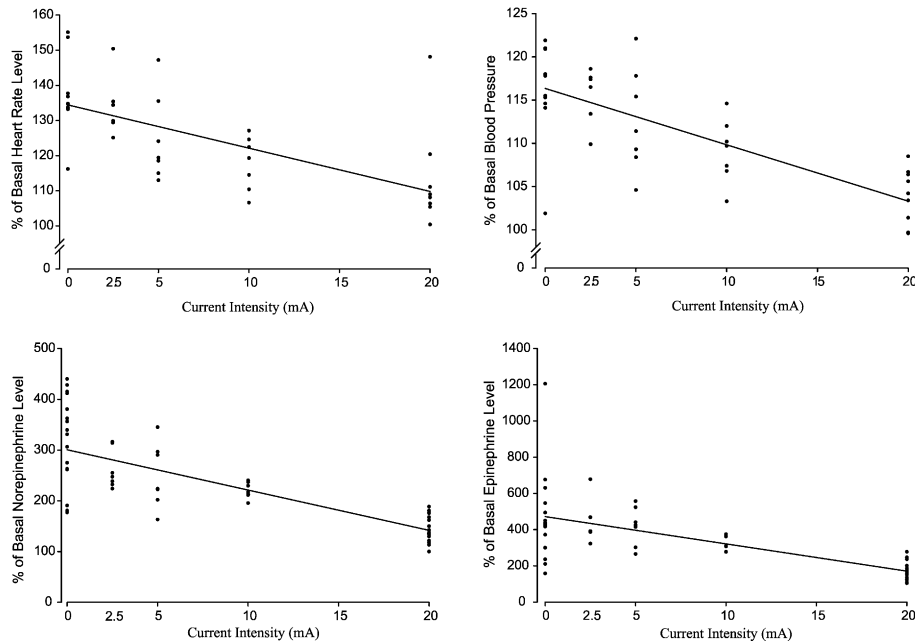 % of Basal Heart Rate Level
160
150
140
130
120
110
100
0
0 2.5 5 10 15 20
Current Intensity (mA)
% of Basal Blood Pressure
125
120
115
110
105
100
0
0 2.5 5 10 15 20
Current Intensity (mA)
% of Basal Norepinephrine Level
500
400
300
200
100
0
0 2.5 5 10 15 20
Current Intensity (mA)
% of Basal Epinephrine Level
1400
1200
1000
800
600
400
200
0
0 2.5 5 10 15 20
Current Intensity (mA)